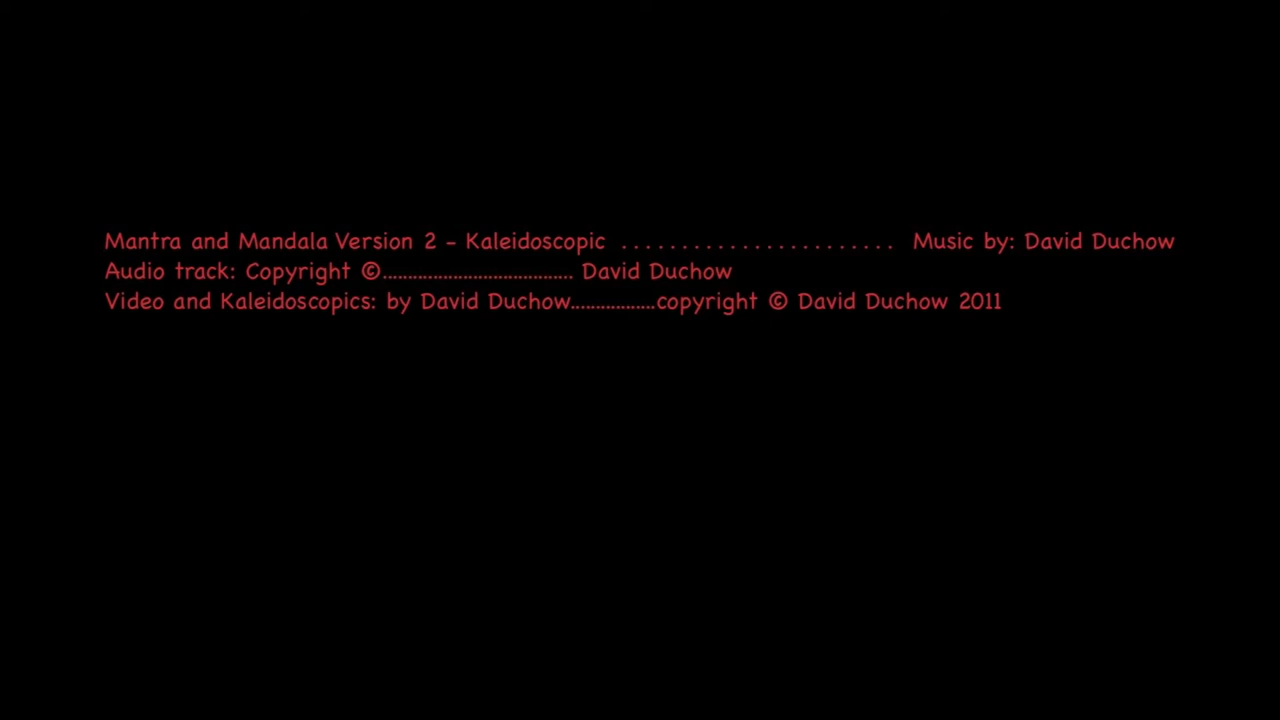 Mantra and Mandala Version 2 - Kaleidoscopic . . . . . . . . . . . . . . . . . . . . . . . . Music by: David Duchow
Audio track: Copyright ©...................................... David Duchow
Video and Kaleidoscopics: by David Duchow.................copyright © David Duchow 2011